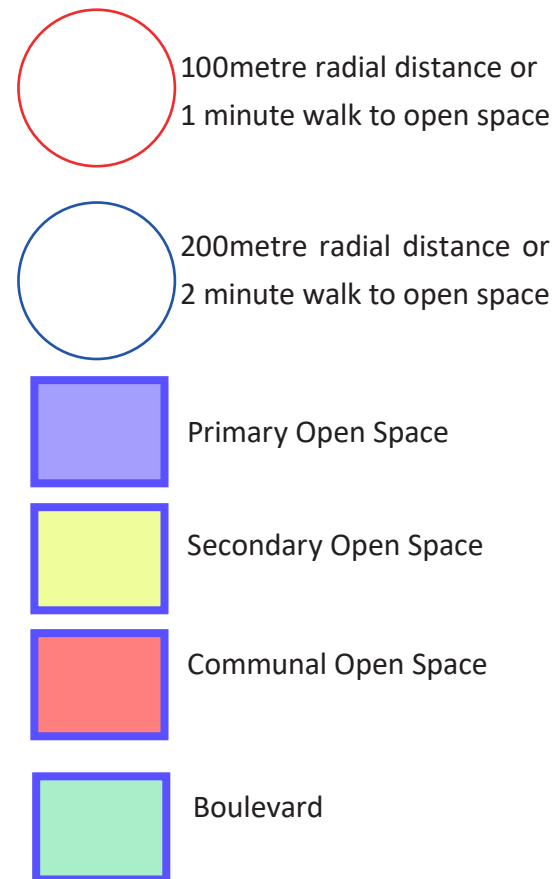 100metre radial distance or
1 minute walk to open space
200metre radial distance or
2 minute walk to open space
Primary Open Space
Secondary Open Space
Communal Open Space
Boulevard